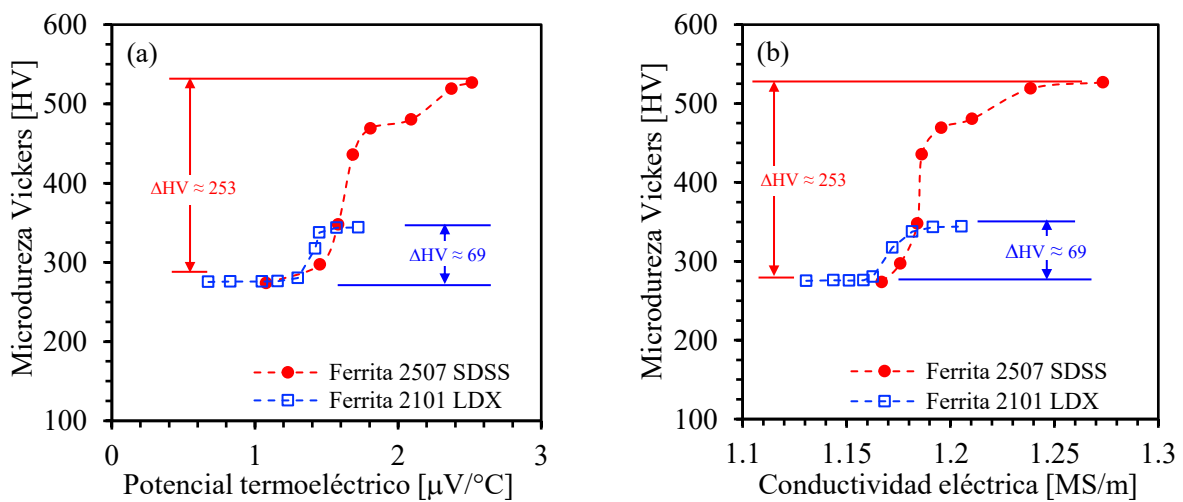 (a)
Microdureza Vickers [HV]
600
500
400
300
200
100
ΔHV ≈ 253
ΔHV ≈ 69
Ferrita 2507 SDSS
Ferrita 2101 LDX
0
1
2
3
Potencial termoeléctrico [μV/°C]
(b)
Microdureza Vickers [HV]
600
500
400
300
200
100
ΔHV ≈ 253
ΔHV ≈ 69
Ferrita 2507 SDSS
Ferrita 2101 LDX
1.1
1.15
1.2
1.25
1.3
Conductividad eléctrica [MS/m]